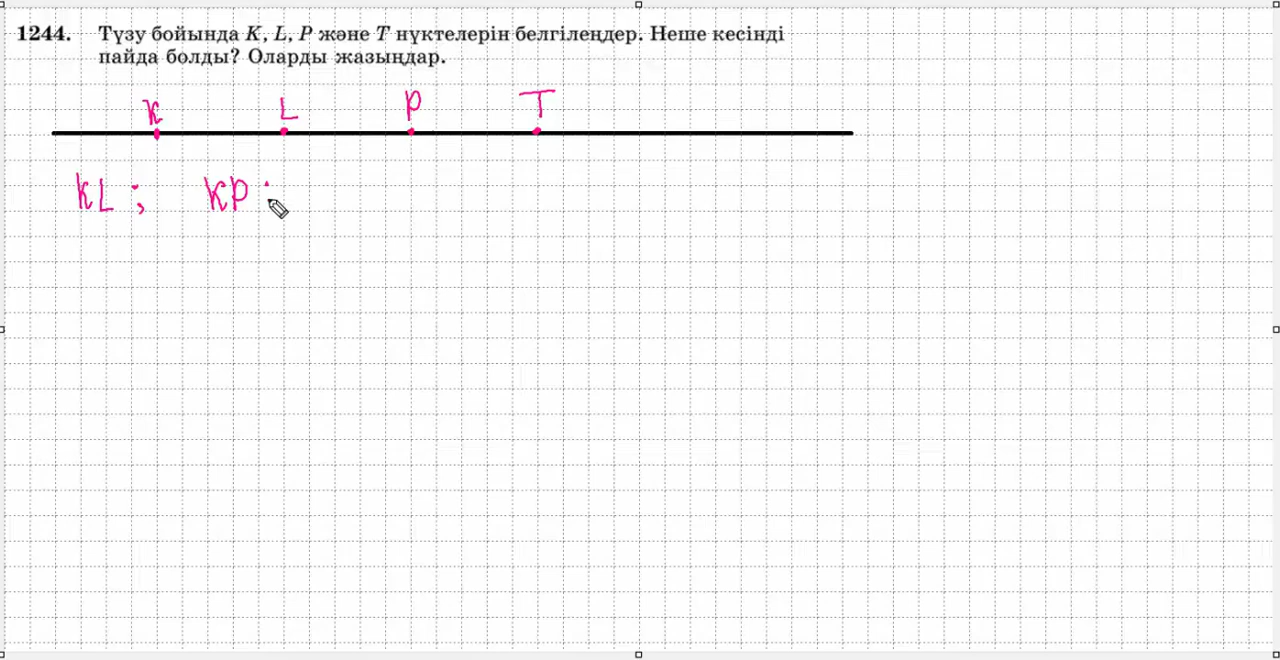 1244. Түзу бойында K, L, P және T нүктелерін белгілеңдер. Неше кесінді
пайда болды? Оларды жазыңдар.
K L P T
KL ; KP